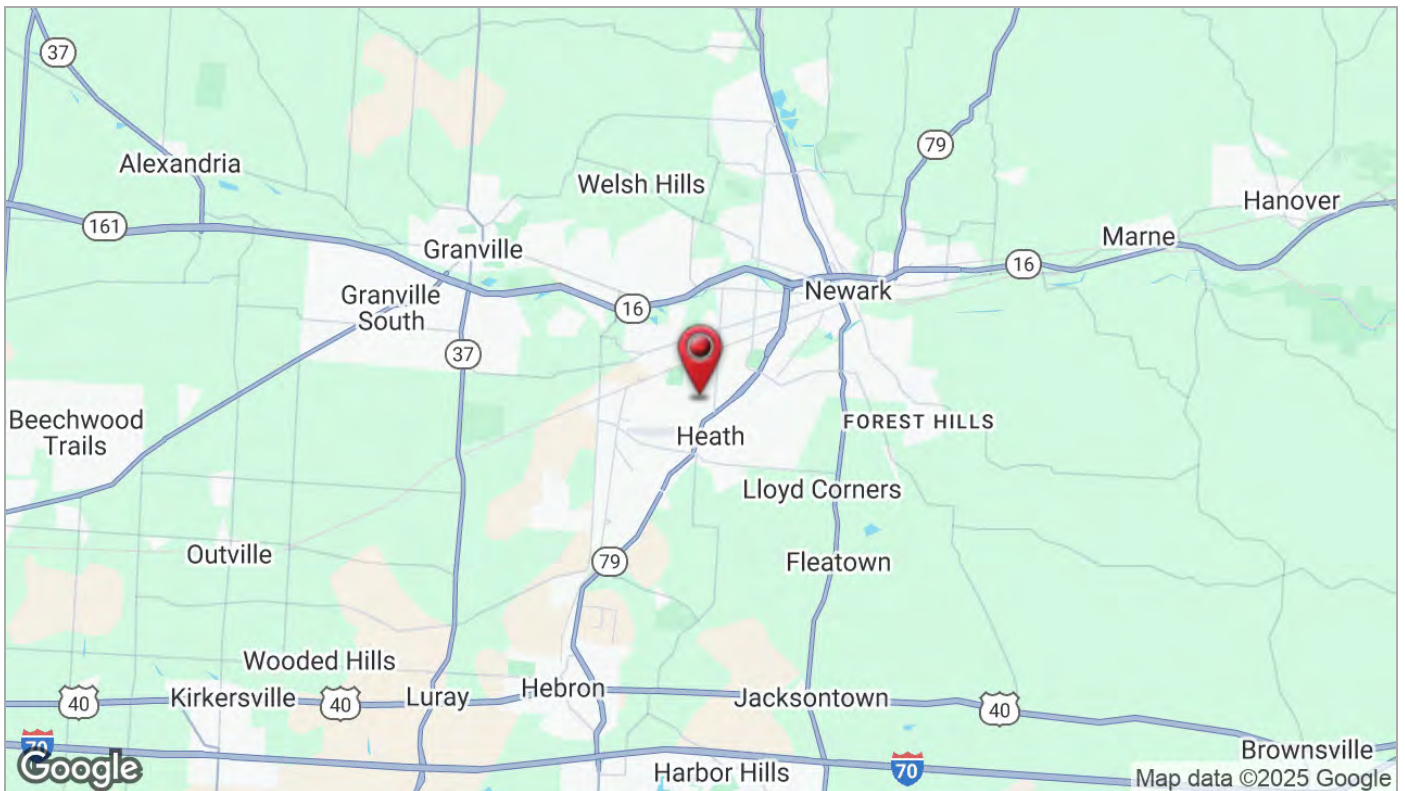 37
79
Alexandria
Welsh Hills
Hanover
161
Marne
Granville
16
Granville
South
16
Newark
37
Beechwood
Trails
FOREST HILLS
Heath
Lloyd Corners
Outville
79
Fleatown
Wooded Hills
Kirkersville
Luray
Hebron
Jacksontown
40
40
40
70
Brownsville
Harbor Hills
70
Google
Map data ©2025 Google